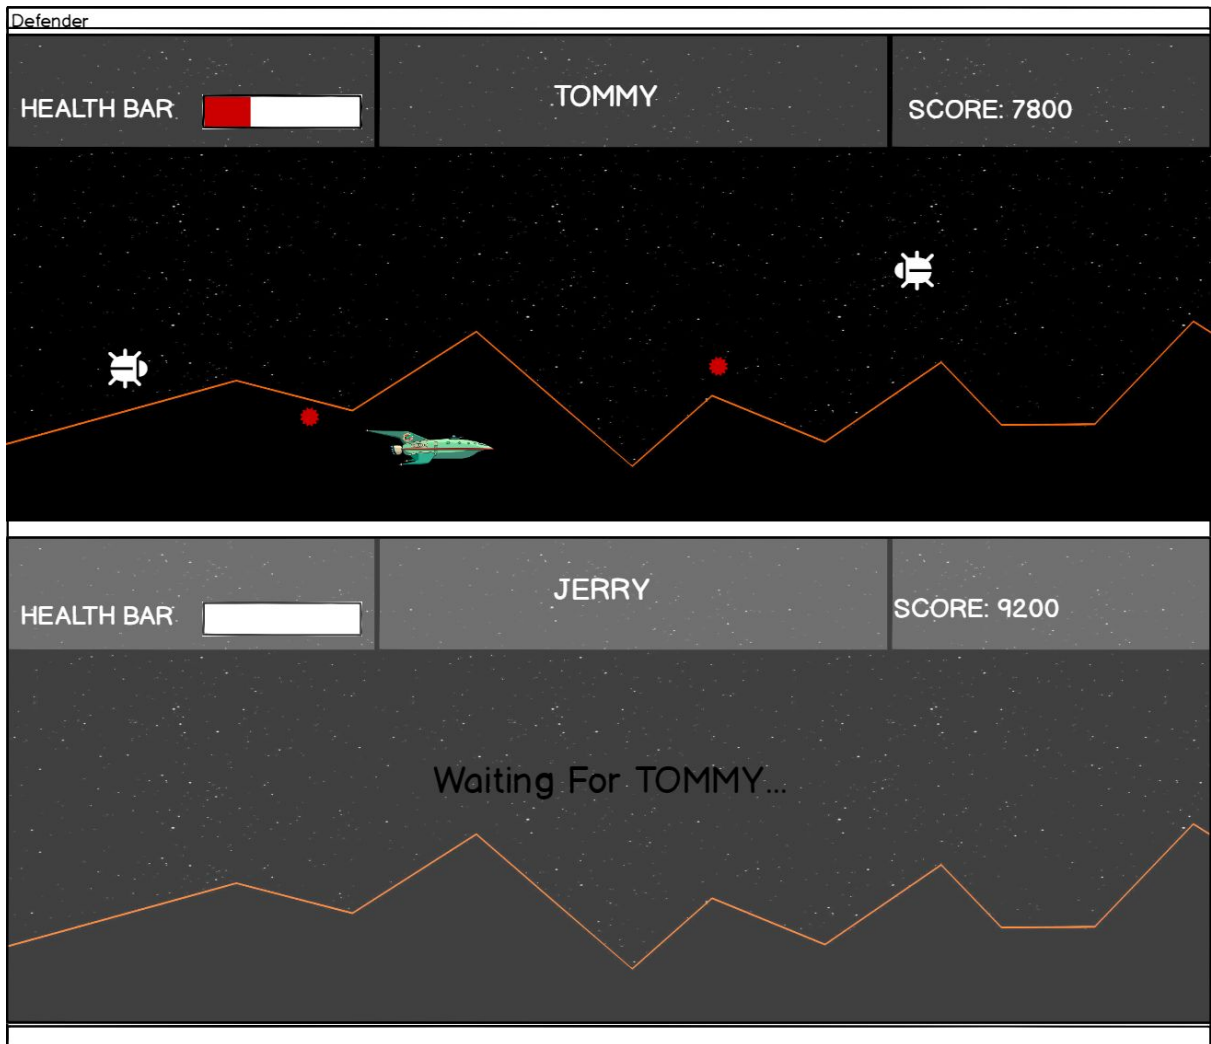 Defender
HEALTH BAR
TOMMY
SCORE: 7800
HEALTH BAR
JERRY
SCORE: 9200
Waiting For TOMMY...